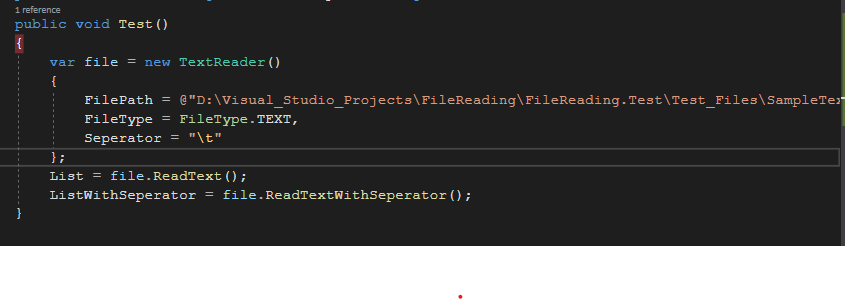 1 reference
public void Test()
{
var file = new TextReader()
{
FilePath = @"D:\Visual_Studio_Projects\FileReading\FileReading.Test\Test_Files\SampleTex
FileType = FileType.TEXT,
Seperator = "\t"
};
List = file.ReadText();
ListWithSeperator = file.ReadTextWithSeperator();
}